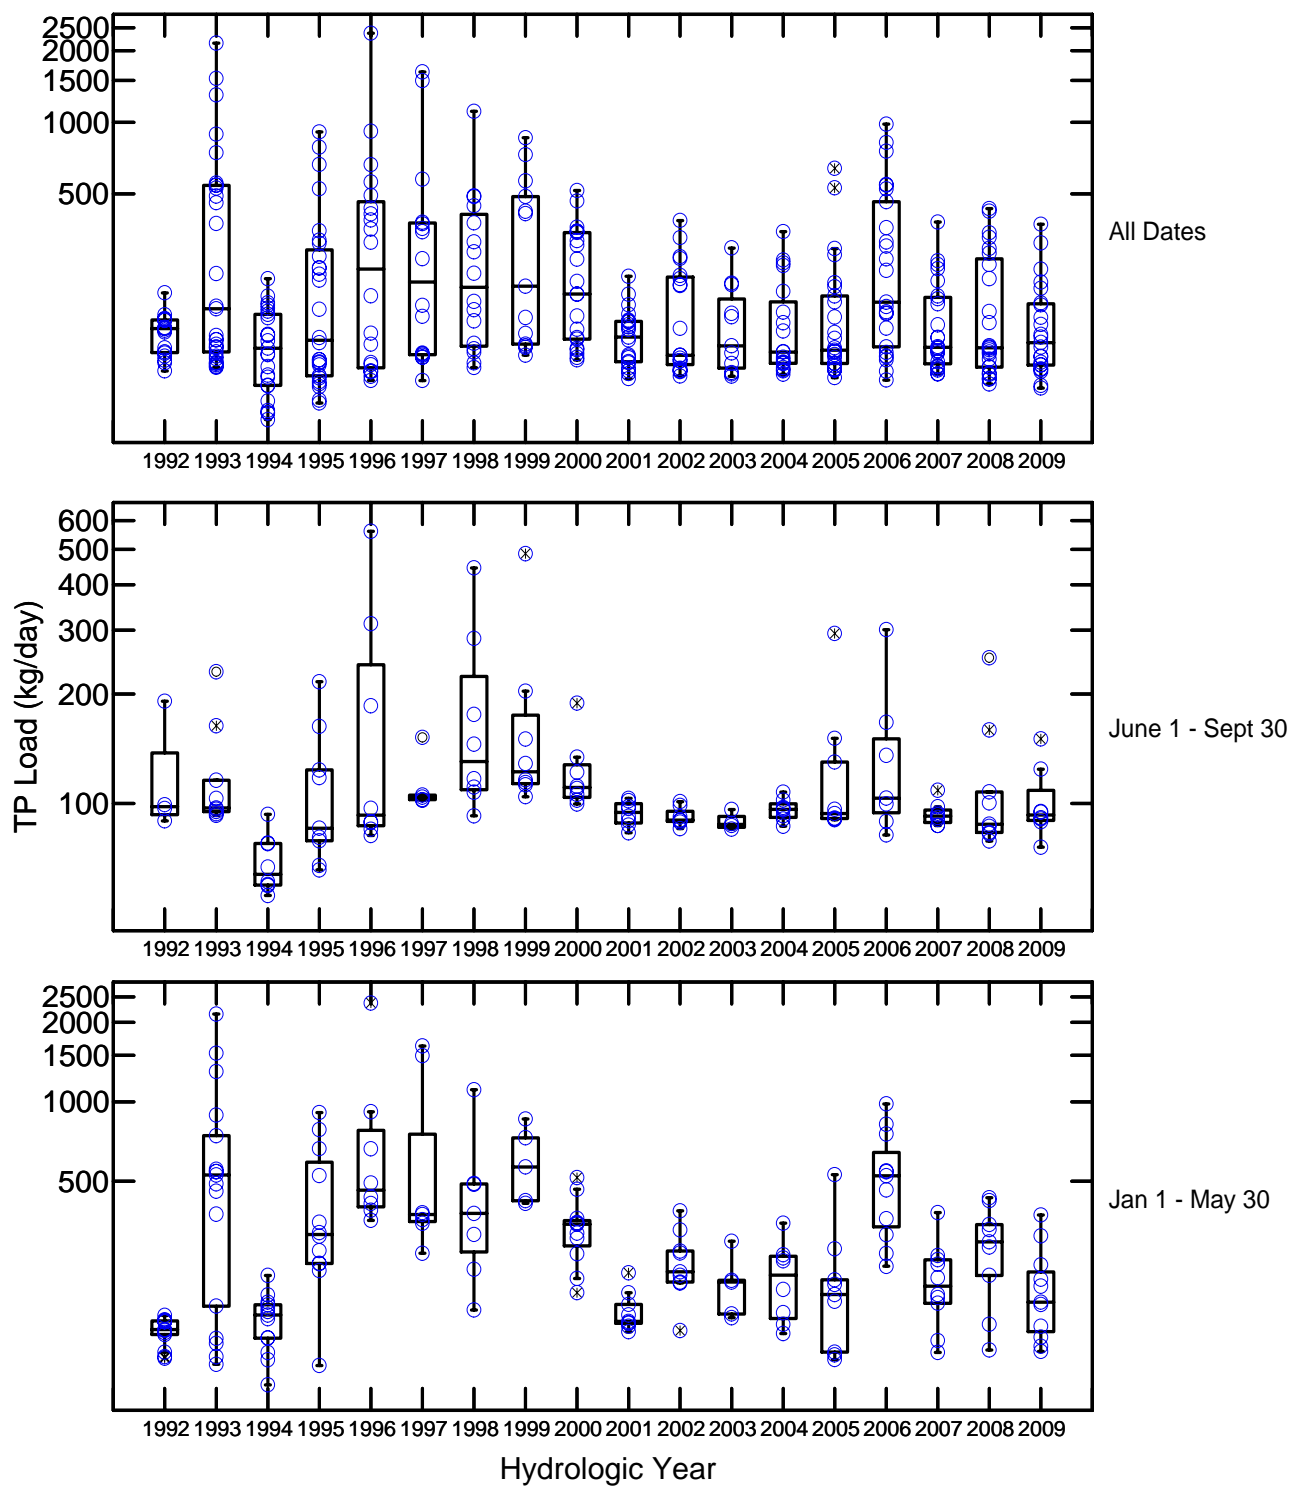 2500
2000
1500
1000
500
All Dates
1992 1993 1994 1995 1996 1997 1998 1999 2000 2001 2002 2003 2004 2005 2006 2007 2008 2009
600
500
400
300
200
100
TP Load (kg/day)
June 1 - Sept 30
1992 1993 1994 1995 1996 1997 1998 1999 2000 2001 2002 2003 2004 2005 2006 2007 2008 2009
2500
2000
1500
1000
500
Jan 1 - May 30
1992 1993 1994 1995 1996 1997 1998 1999 2000 2001 2002 2003 2004 2005 2006 2007 2008 2009
Hydrologic Year